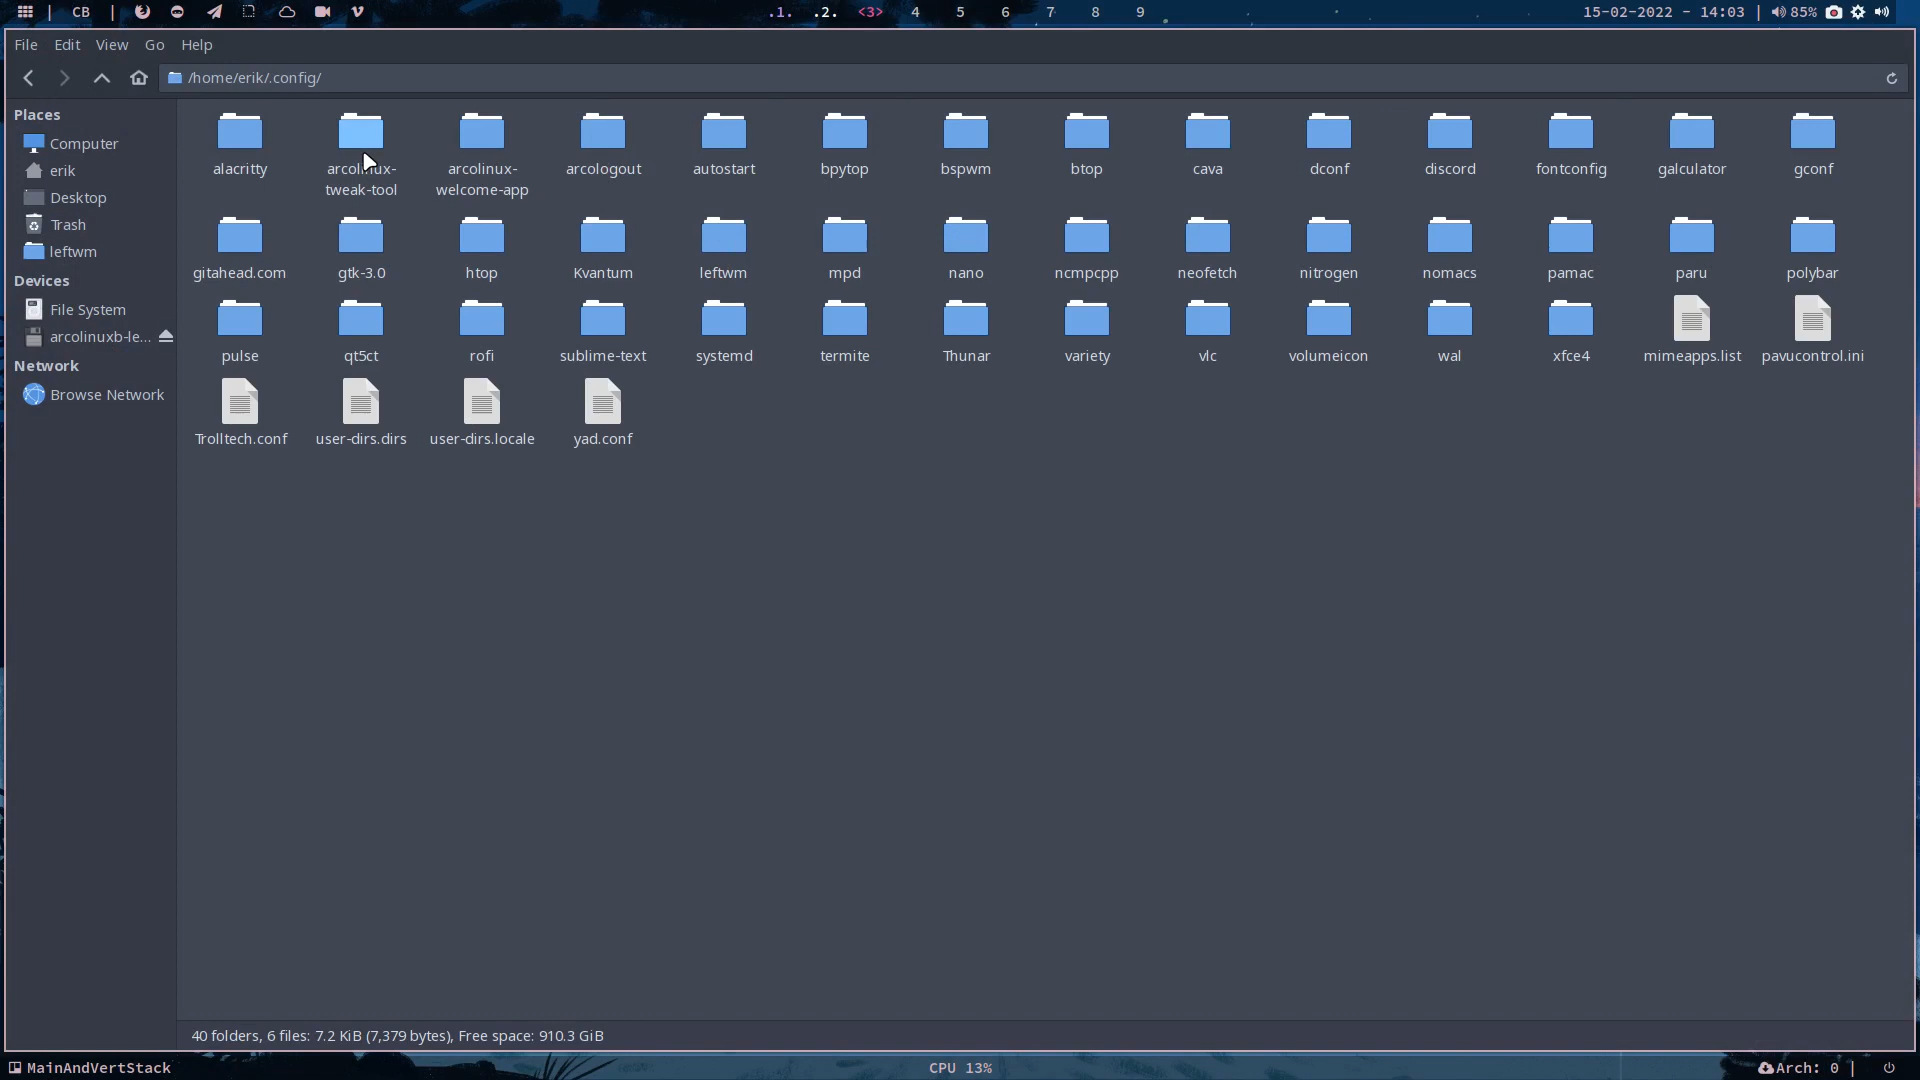 CB .1. .2. <3> 4 5 6 7 8 9 15-02-2022 - 14:03 85%
File Edit View Go Help
/home/erik/.config/
Places
Computer
erik
Desktop
Trash
leftwm
Devices
File System
arcolinuxb-le...
Network
Browse Network
alacritty arcolinux- arcolinux- arcologout autostart bpytop bspwm btop cava dconf discord fontconfig galculator gconf
tweak-tool welcome-app
gitahead.com gtk-3.0 htop Kvantum leftwm mpd nano ncmpcpp neofetch nitrogen nomacs pamac paru polybar
pulse qt5ct rofi sublime-text systemd termite Thunar variety vlc volumeicon wal xfce4 mimeapps.list pavucontrol.ini
Trolltech.conf user-dirs.dirs user-dirs.locale yad.conf
40 folders, 6 files: 7.2 KiB (7,379 bytes), Free space: 910.3 GiB
MainAndVertStack CPU 13% Arch: 0